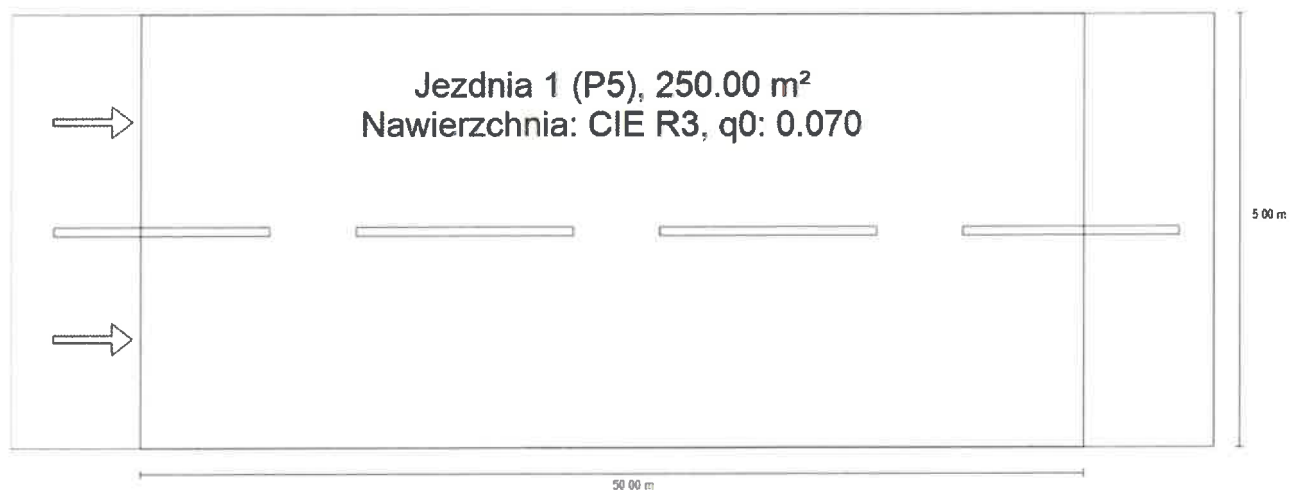 Jezdnia 1 (P5), 250.00 m²
Nawierzchnia: CIE R3, q0: 0.070
5.00 m
50.00 m